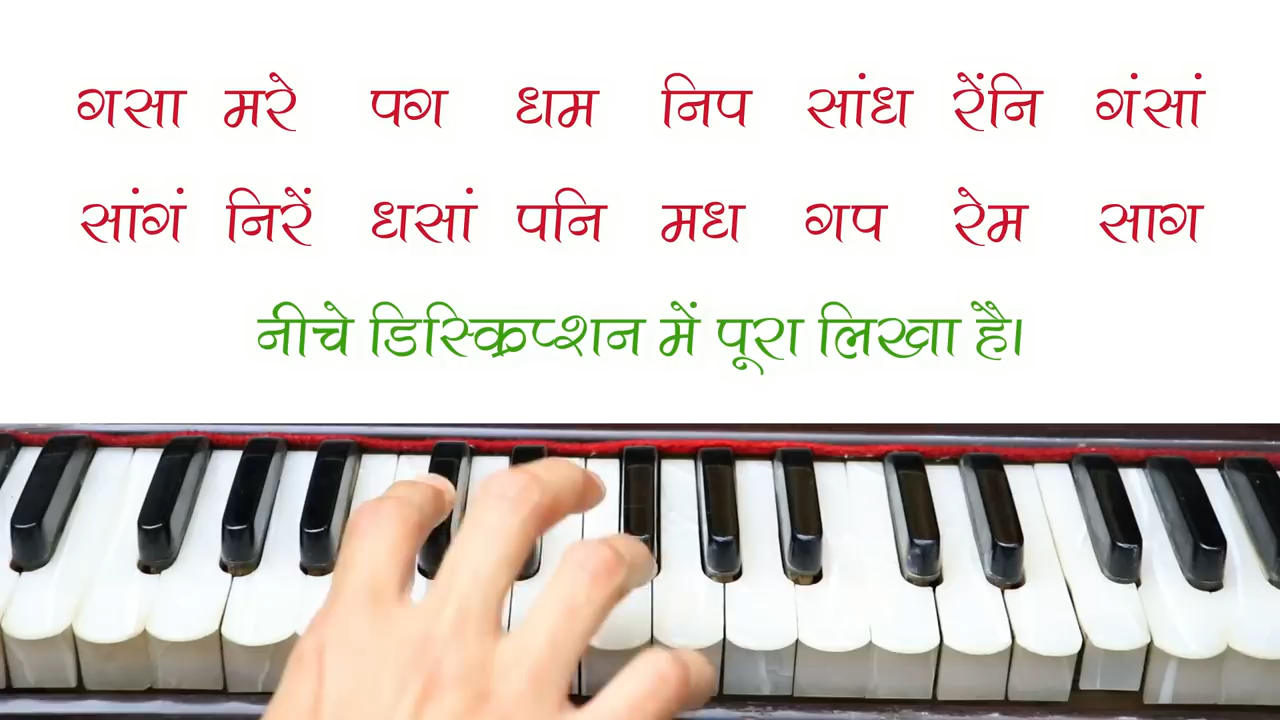 गसा मरे पग धम निप सांध रेंनि गंसां
सांगं निरें धसां पनि मध गप रेम साग
नीचे डिस्क्रिप्शन में पूरा लिखा है।